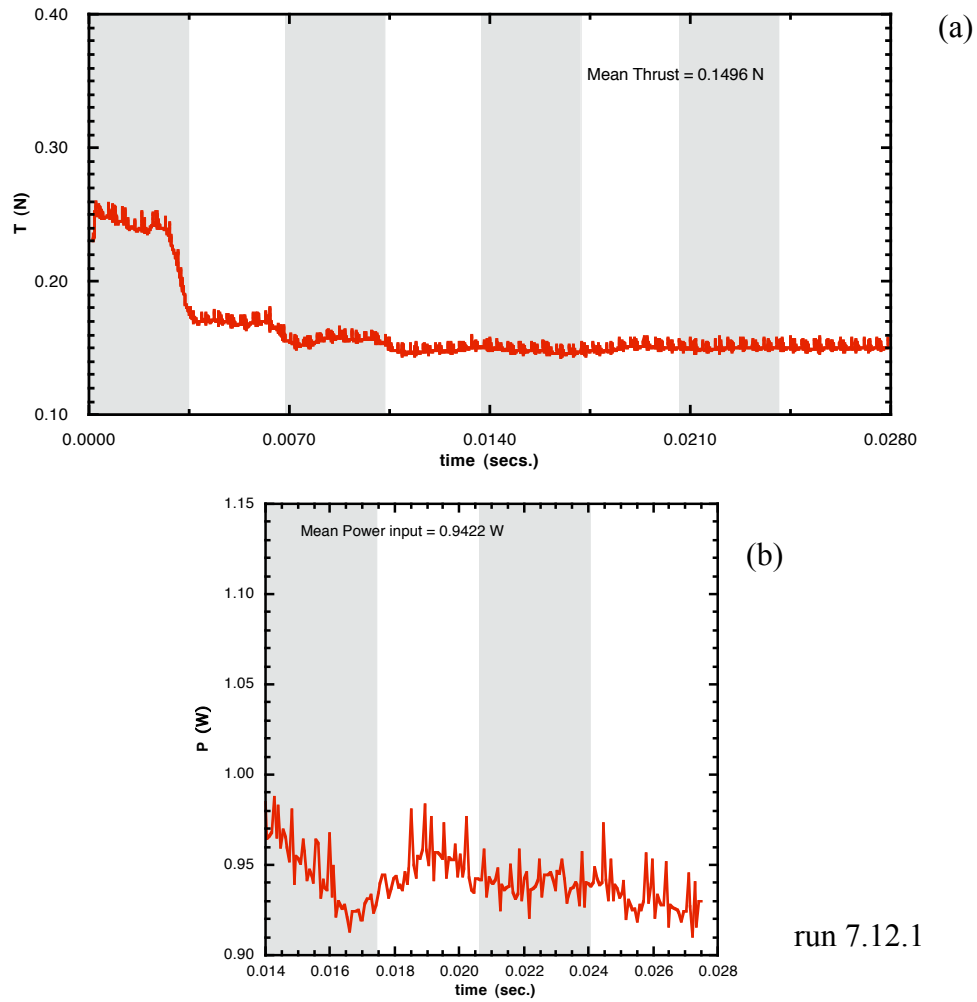 (a)
0.40
Mean Thrust = 0.1496 N
0.30
T (N)
0.20
0.10
0.0000 0.0070 0.0140 0.0210 0.0280
time (secs.)
1.15
Mean Power input = 0.9422 W
(b)
1.10
1.05
P (W)
1.00
0.95
0.90
0.014 0.016 0.018 0.020 0.022 0.024 0.026 0.028
time (sec.)
run 7.12.1